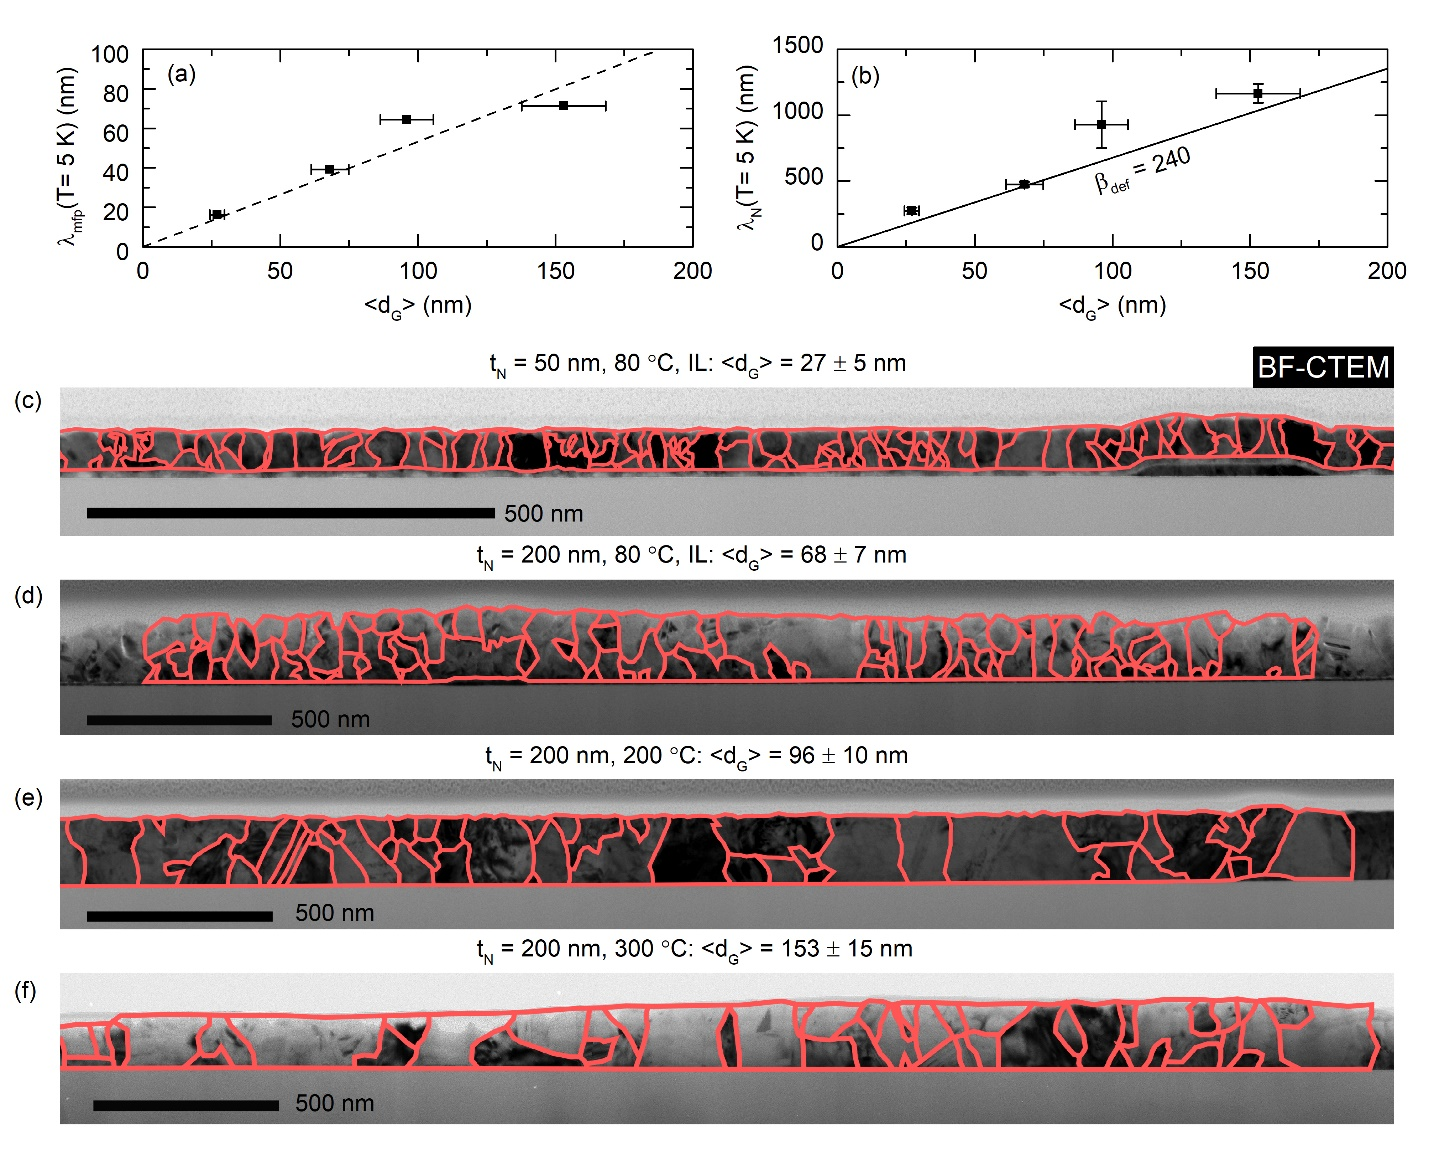 (a)
λmfp(T= 5 K) (nm)
100
80
60
40
20
0
0 50 100 150 200
<dG> (nm)
(b)
λN(T= 5 K) (nm)
1500
1000
500
0
βdef = 240
0 50 100 150 200
<dG> (nm)
tN = 50 nm, 80 °C, IL: <dG> = 27 ± 5 nm
BF-CTEM
(c)
500 nm
tN = 200 nm, 80 °C, IL: <dG> = 68 ± 7 nm
(d)
500 nm
tN = 200 nm, 200 °C: <dG> = 96 ± 10 nm
(e)
500 nm
tN = 200 nm, 300 °C: <dG> = 153 ± 15 nm
(f)
500 nm